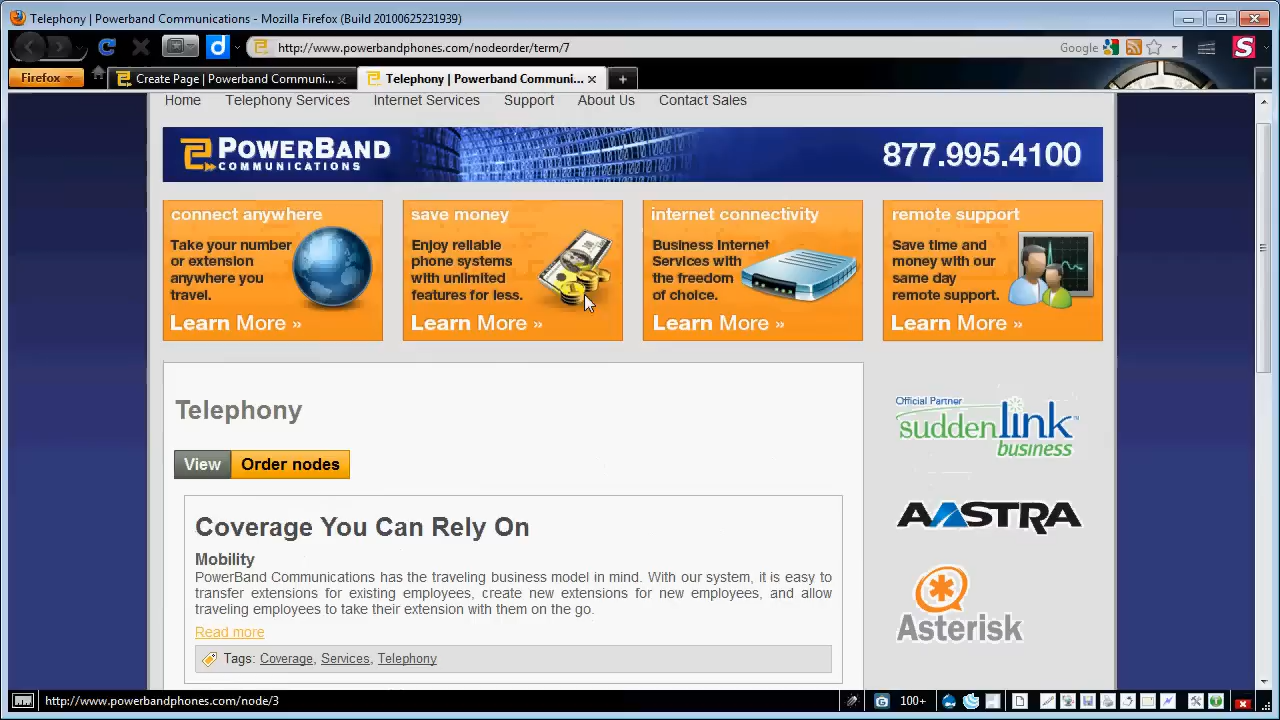 Telephony | Powerband Communications - Mozilla Firefox (Build 20100625231939)
http://www.powerbandphones.com/nodeorder/term/7
Google
S
d
Firefox
Create Page | Powerband Communi...
Telephony | Powerband Communi...
Home Telephony Services Internet Services Support About Us Contact Sales
POWERBAND
COMMUNICATIONS
877.995.4100
connect anywhere
Take your number
or extension
anywhere you
travel.
Learn More »
save money
Enjoy reliable
phone systems
with unlimited
features for less.
Learn More »
internet connectivity
Business Internet
Services with
the freedom
of choice.
Learn More »
remote support
Save time and
money with our
same day
remote support.
Learn More »
Telephony
View Order nodes
Coverage You Can Rely On
Mobility
PowerBand Communications has the traveling business model in mind. With our system, it is easy to
transfer extensions for existing employees, create new extensions for new employees, and allow
traveling employees to take their extension with them on the go.
Read more
Tags: Coverage, Services, Telephony
Official Partner
suddenlink
business
AASTRA
Asterisk
http://www.powerbandphones.com/node/3
100+